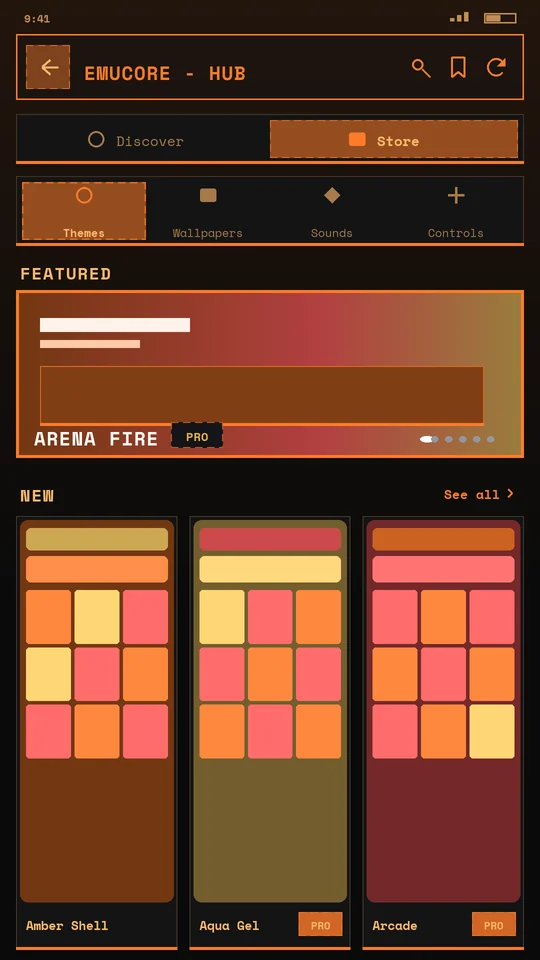 9:41
EMUCORE - HUB
Discover
Store
Themes
Wallpapers
Sounds
Controls
FEATURED
ARENA FIRE
PRO
NEW
See all
Amber Shell
Aqua Gel
PRO
Arcade
PRO